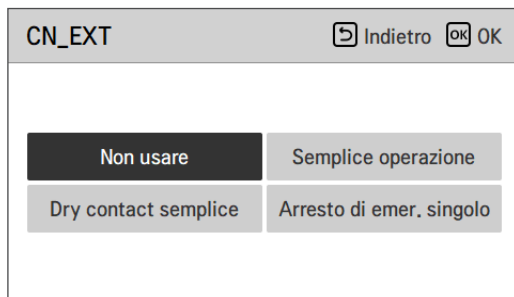 CN_EXT Indietro OK OK
Non usare Semplice operazione
Dry contact semplice Arresto di emer. singolo